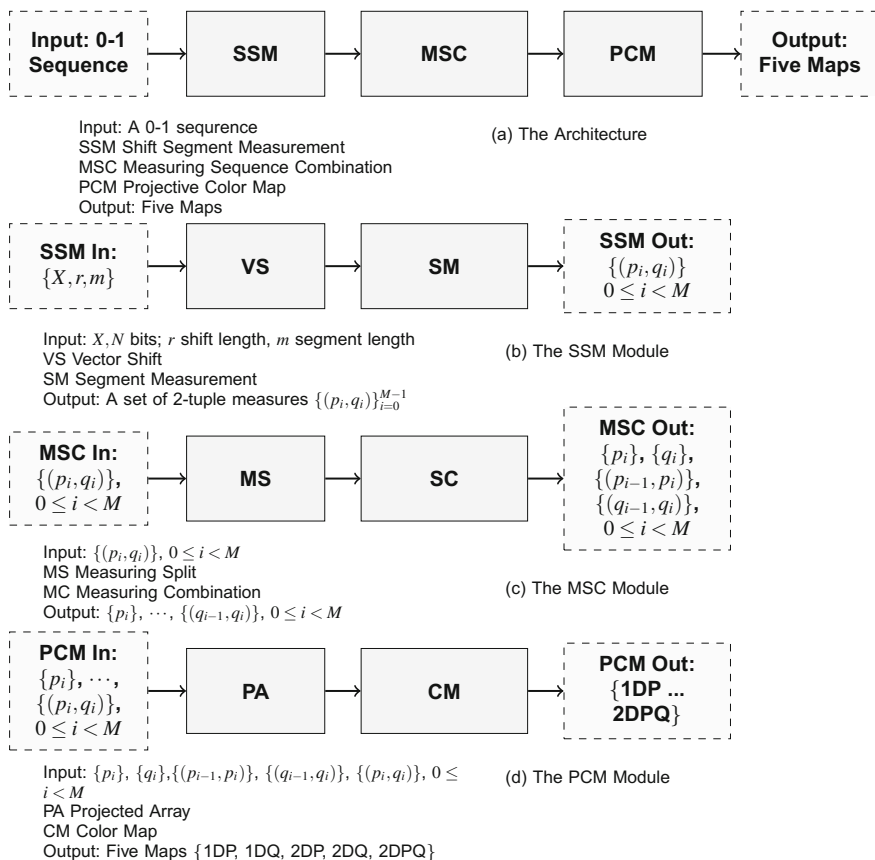 Input: 0-1
Sequence
SSM
MSC
PCM
Output:
Five Maps
Input: A 0-1 sequrence
SSM Shift Segment Measurement
MSC Measuring Sequence Combination
PCM Projective Color Map
Output: Five Maps
(a) The Architecture
SSM In:
{X, r, m}
VS
SM
SSM Out:
{(p_i, q_i)}
0 ≤ i < M
Input: X, N bits; r shift length, m segment length
VS Vector Shift
SM Segment Measurement
Output: A set of 2-tuple measures {(p_i, q_i)}_{i=0}^{M−1}
(b) The SSM Module
MSC In:
{(p_i, q_i)},
0 ≤ i < M
MS
SC
MSC Out:
{p_i}, {q_i},
{(p_{i−1}, p_i)},
{(q_{i−1}, q_i)},
0 ≤ i < M
Input: {(p_i, q_i)}, 0 ≤ i < M
MS Measuring Split
MC Measuring Combination
Output: {p_i}, ⋯, {(q_{i−1}, q_i)}, 0 ≤ i < M
(c) The MSC Module
PCM In:
{p_i}, ⋯,
{(p_i, q_i)},
0 ≤ i < M
PA
CM
PCM Out:
{1DP ...
2DPQ}
Input: {p_i}, {q_i},{(p_{i−1}, p_i)}, {(q_{i−1}, q_i)}, {(p_i, q_i)}, 0 ≤
i < M
PA Projected Array
CM Color Map
Output: Five Maps {1DP, 1DQ, 2DP, 2DQ, 2DPQ}
(d) The PCM Module